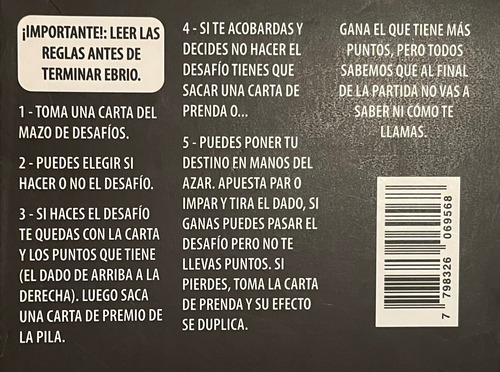 ¡IMPORTANTE!: LEER LAS
REGLAS ANTES DE
TERMINAR EBRIO.
1 - TOMA UNA CARTA DEL
MAZO DE DESAFÍOS.
2 - PUEDES ELEGIR SI
HACER O NO EL DESAFÍO.
3 - SI HACES EL DESAFÍO
TE QUEDAS CON LA CARTA
Y LOS PUNTOS QUE TIENE
(EL DADO DE ARRIBA A LA
DERECHA). LUEGO SACA
UNA CARTA DE PREMIO DE
LA PILA.
4 - SI TE ACOBARDAS Y
DECIDES NO HACER EL
DESAFÍO TIENES QUE
SACAR UNA CARTA DE
PRENDA O...
5 - PUEDES PONER TU
DESTINO EN MANOS DEL
AZAR. APUESTA PAR O
IMPAR Y TIRA EL DADO, SI
GANAS PUEDES PASAR EL
DESAFÍO PERO NO TE
LLEVAS PUNTOS. SI
PIERDES, TOMA LA CARTA
DE PRENDA Y SU EFECTO
SE DUPLICA.
GANA EL QUE TIENE MÁS
PUNTOS, PERO TODOS
SABEMOS QUE AL FINAL
DE LA PARTIDA NO VAS A
SABER NI CÓMO TE
LLAMAS.
7 798326 069568